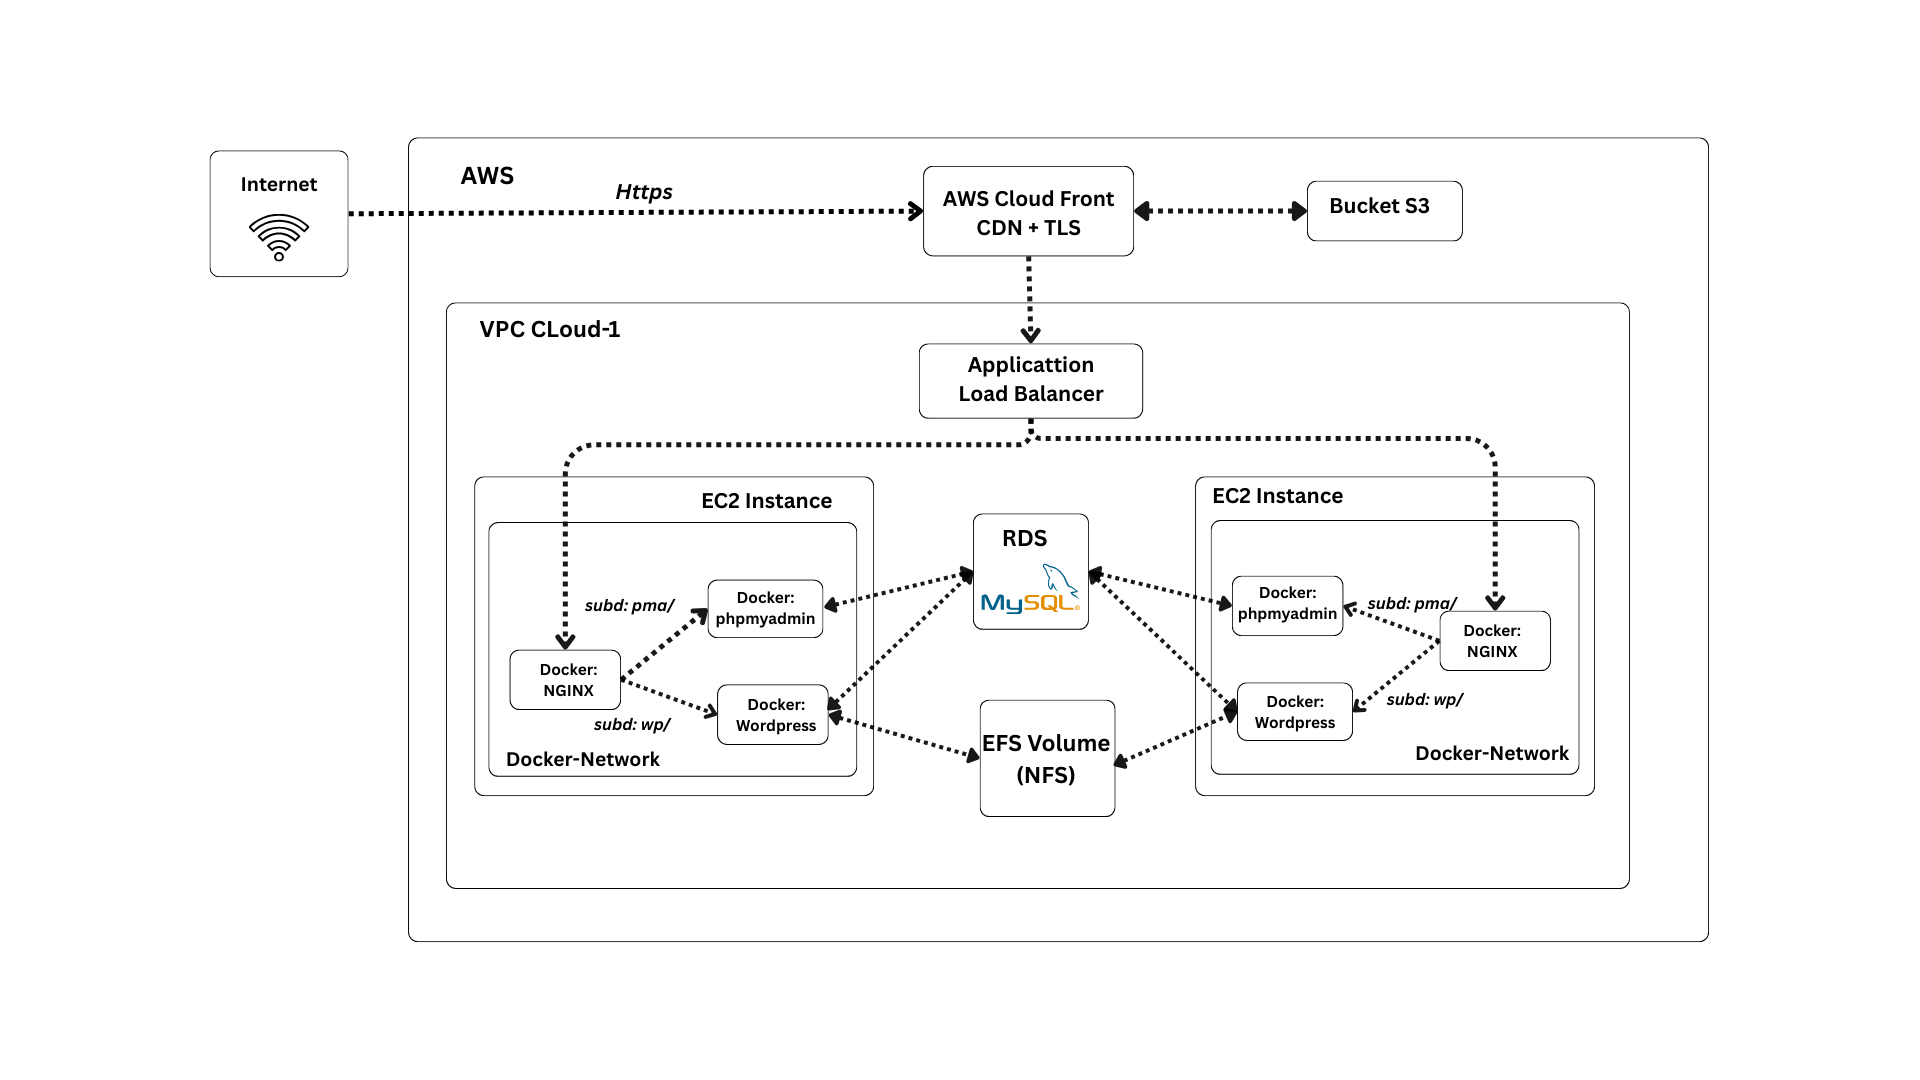 Internet
AWS
Https
AWS Cloud Front
CDN + TLS
Bucket S3
VPC CLoud-1
Applicattion
Load Balancer
EC2 Instance
subd: pma/
Docker:
phpmyadmin
Docker:
NGINX
subd: wp/
Docker:
Wordpress
Docker-Network
RDS
MySQL®
EFS Volume
(NFS)
EC2 Instance
Docker:
phpmyadmin
subd: pma/
Docker:
NGINX
Docker:
Wordpress
subd: wp/
Docker-Network